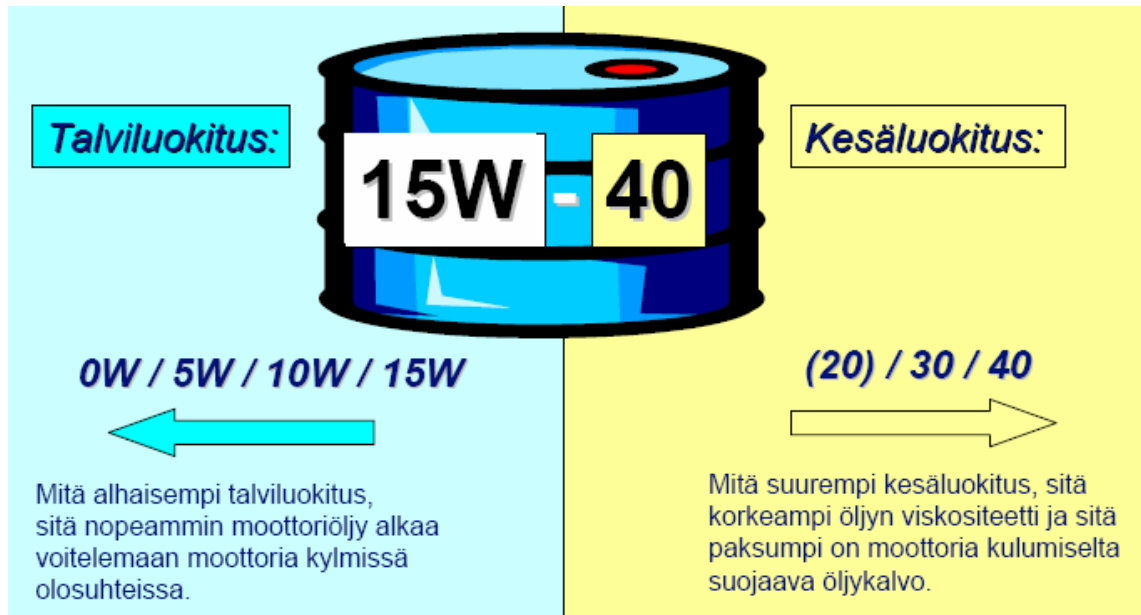 Talviluokitus:
15W - 40
Kesäluokitus:
0W / 5W / 10W / 15W
Mitä alhaisempi talviluokitus,
sitä nopeammin moottoriöljy alkaa
voitelemaan moottoria kylmissä
olosuhteissa.
(20) / 30 / 40
Mitä suurempi kesäluokitus, sitä
korkeampi öljyn viskositeetti ja sitä
paksumpi on moottoria kulumiselta
suojaava öljykalvo.